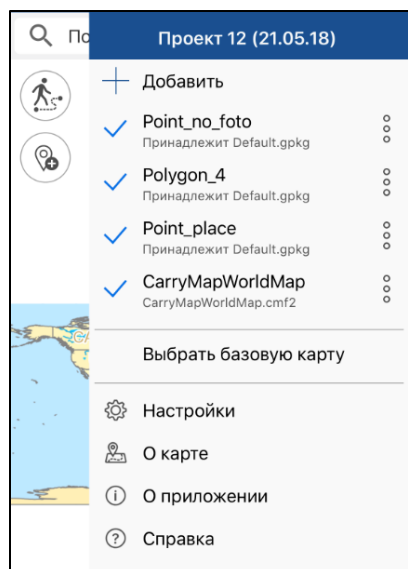 По
Проект 12 (21.05.18)
Добавить
Point_no_foto
Принадлежит Default.gpkg
Polygon_4
Принадлежит Default.gpkg
Point_place
Принадлежит Default.gpkg
CarryMapWorldMap
CarryMapWorldMap.cmf2
Выбрать базовую карту
Настройки
О карте
О приложении
Справка